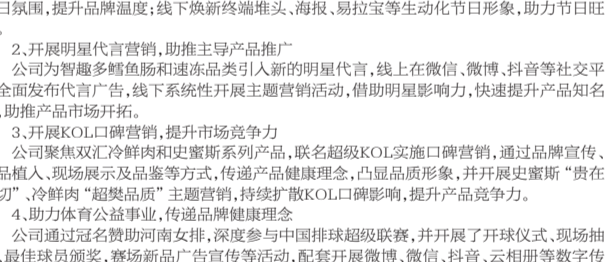 日氛围，提升品牌温度；线下焕新终端堆头、海报、易拉宝等生动化节日形象，助力节日旺
。
2、开展明星代言营销，助推主导产品推广
公司为智趣多鳕鱼肠和速冻品类引入新的明星代言，线上在微信、微博、抖音等社交平
全面发布代言广告，线下系统性开展主题营销活动，借助明星影响力，快速提升产品知名
，助推产品市场开拓。
3、开展KOL口碑营销，提升市场竞争力
公司聚焦双汇冷鲜肉和史蜜斯系列产品，联名超级KOL实施口碑营销，通过品牌宣传、
品植入、现场展示及品鉴等方式，传递产品健康理念，凸显品质形象，并开展史蜜斯“贵在
切”、冷鲜肉“超樊品质”主题营销，持续扩散KOL口碑影响，提升产品竞争力。
4、助力体育公益事业，传递品牌健康理念
公司通过冠名赞助河南女排，深度参与中国排球超级联赛，并开展了开球仪式、现场抽
、最佳球员颁奖，赛场新品广告宣传等活动，配套开展微博、微信、抖音、云相册等数字传